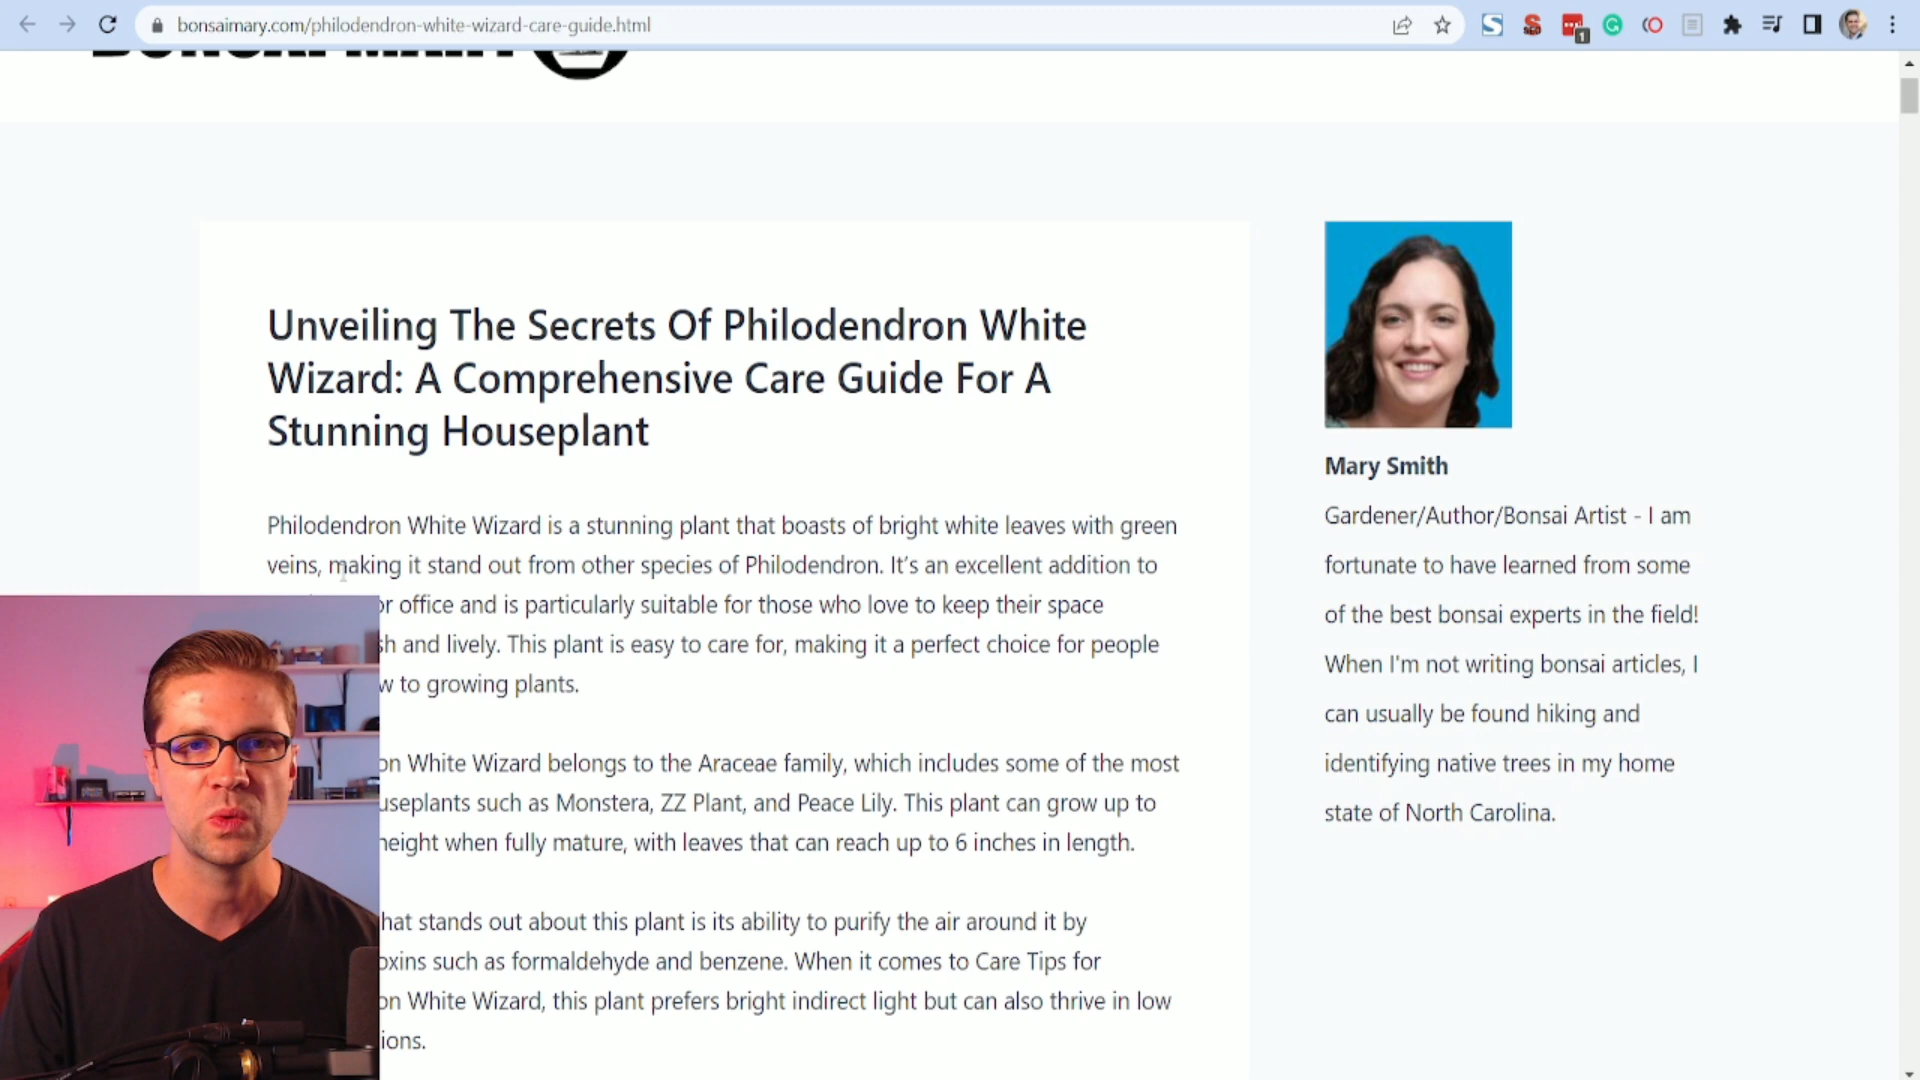 bonsaimary.com/philodendron-white-wizard-care-guide.html
1
Unveiling The Secrets Of Philodendron White
Wizard: A Comprehensive Care Guide For A
Stunning Houseplant
Philodendron White Wizard is a stunning plant that boasts of bright white leaves with green
veins, making it stand out from other species of Philodendron. It's an excellent addition to
or office and is particularly suitable for those who love to keep their space
and lively. This plant is easy to care for, making it a perfect choice for people
to growing plants.
White Wizard belongs to the Araceae family, which includes some of the most
such as Monstera, ZZ Plant, and Peace Lily. This plant can grow up to
height when fully mature, with leaves that can reach up to 6 inches in length.
stands out about this plant is its ability to purify the air around it by
such as formaldehyde and benzene. When it comes to Care Tips for
White Wizard, this plant prefers bright indirect light but can also thrive in low
Mary Smith
Gardener/Author/Bonsai Artist - I am
fortunate to have learned from some
of the best bonsai experts in the field!
When I'm not writing bonsai articles, I
can usually be found hiking and
identifying native trees in my home
state of North Carolina.